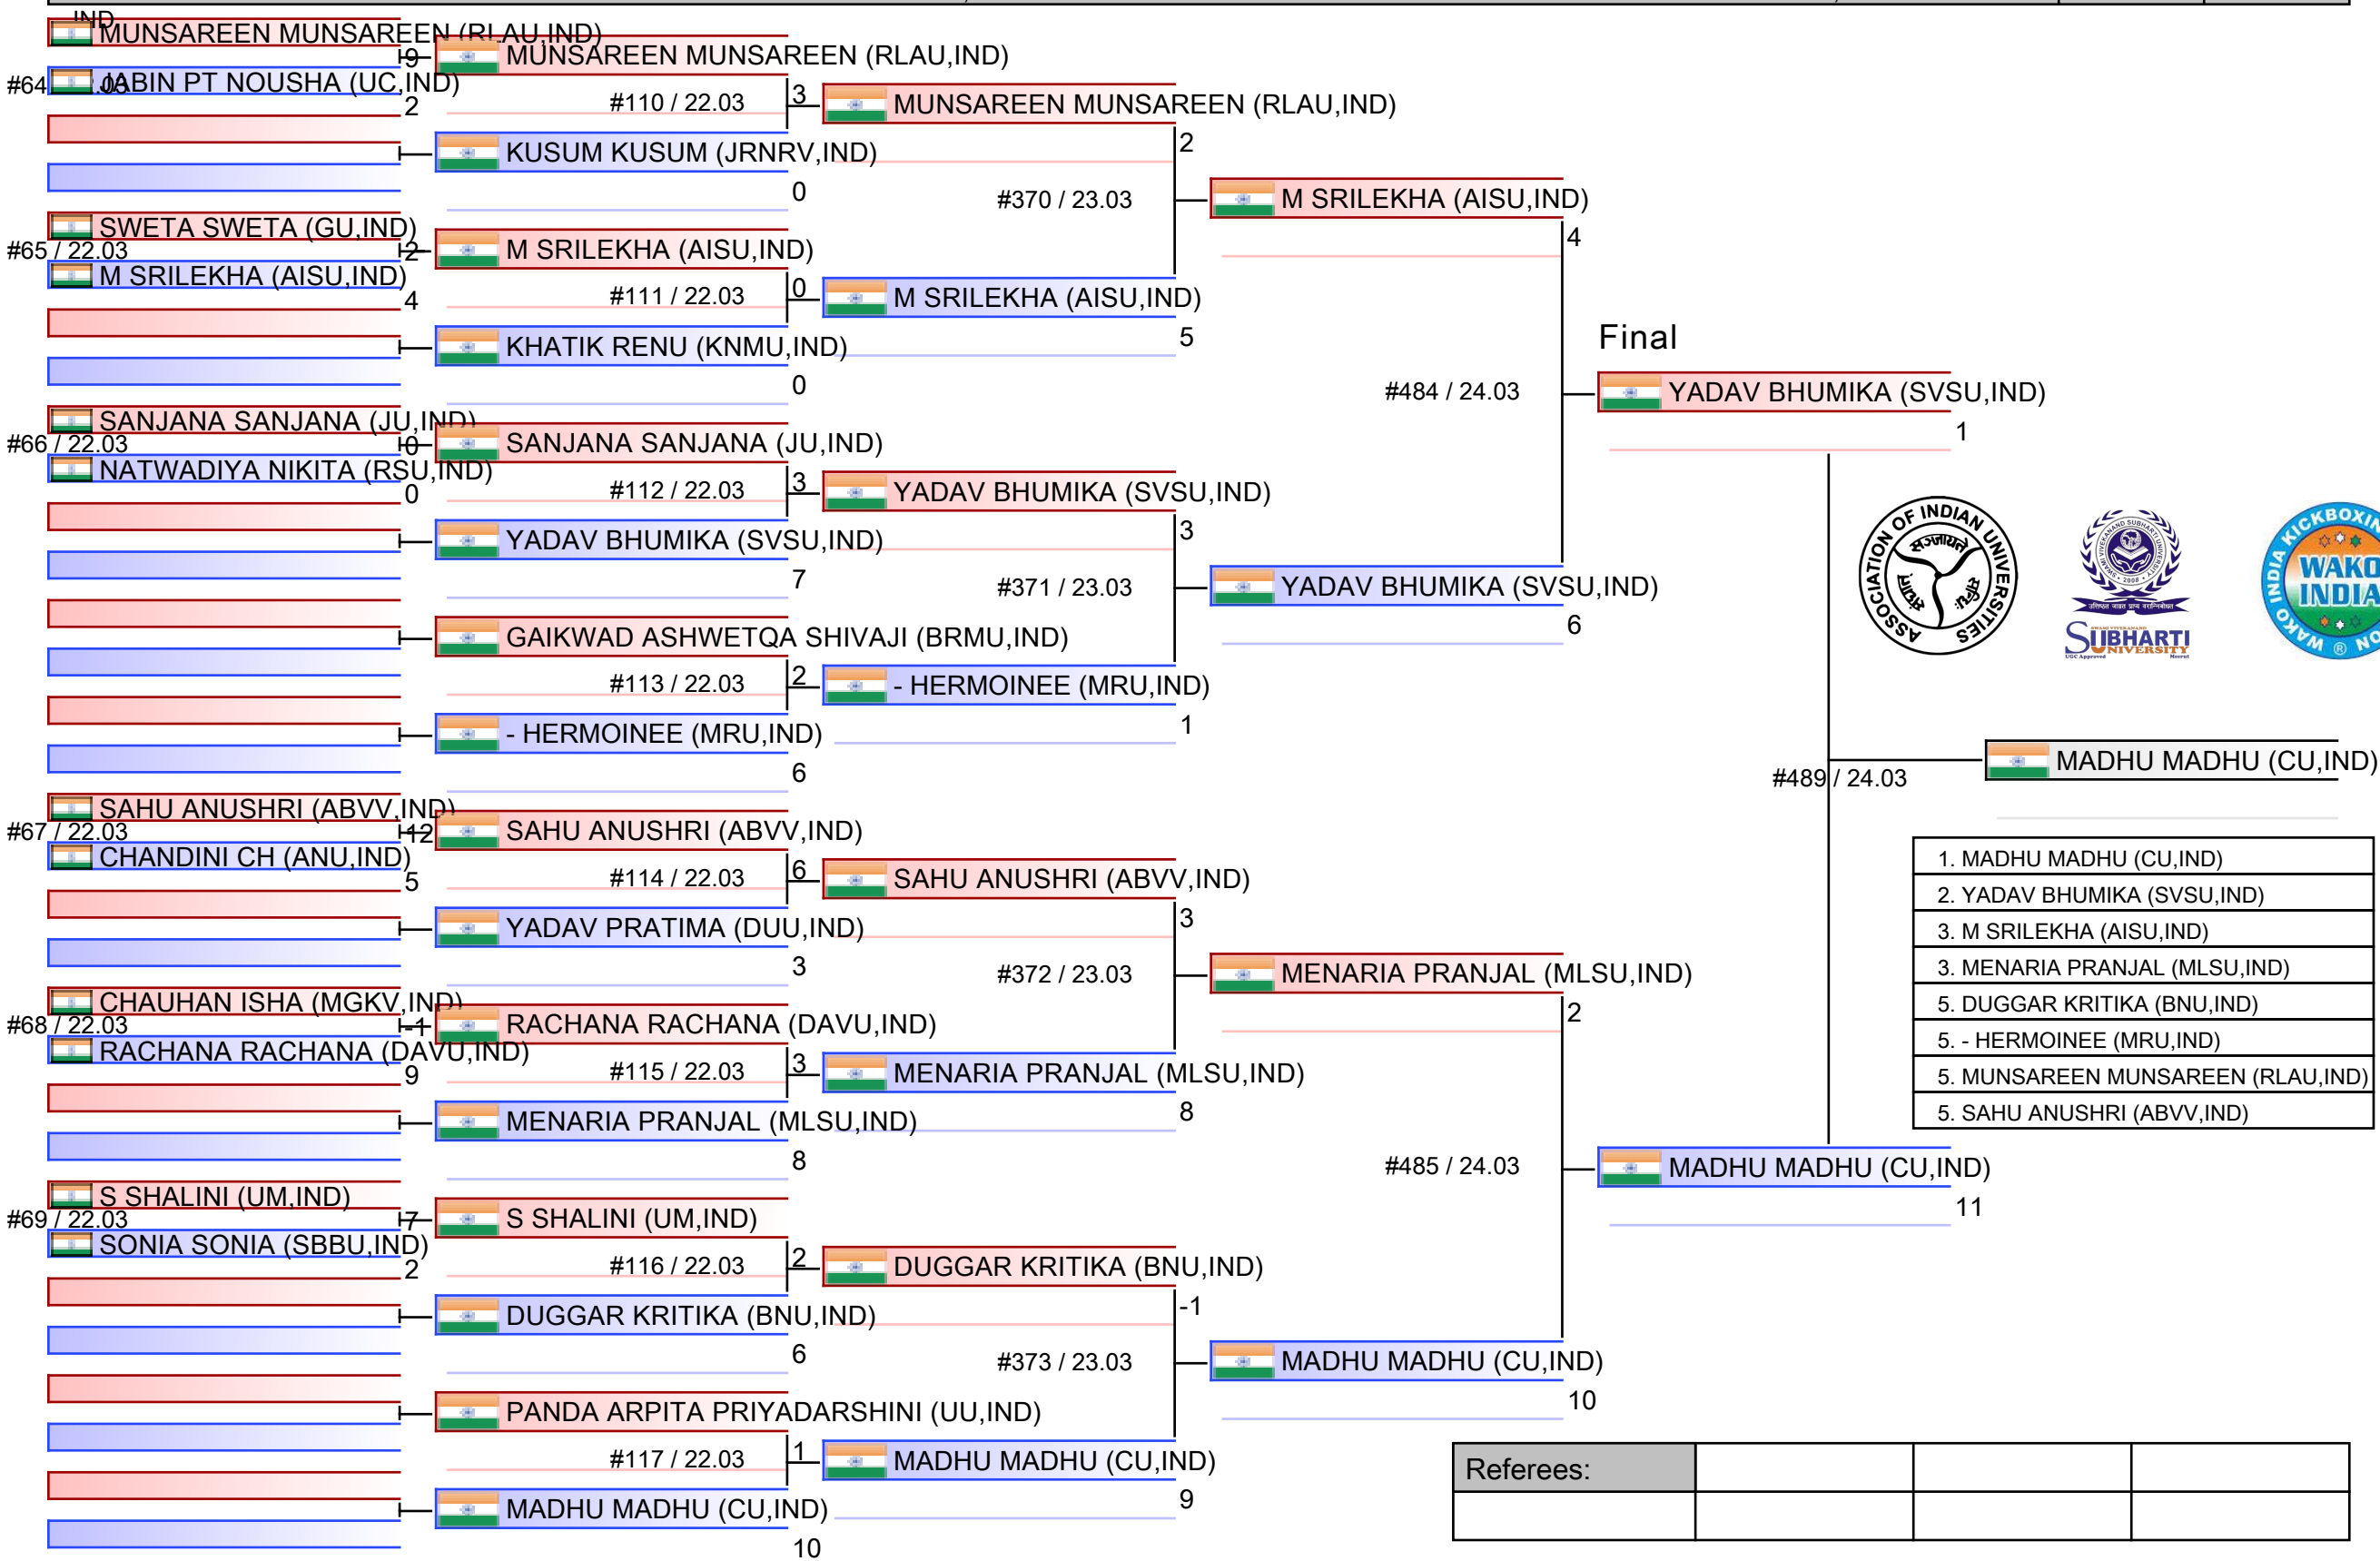 IND
MUNSAREEN MUNSAREEN (RLAU,IND)
9
#64
.03
JABIN PT NOUSHA (UC,IND)
2
SWETA SWETA (GU,IND)
#65 / 22.03
2
M SRILEKHA (AISU,IND)
4
SANJANA SANJANA (JU,IND)
#66 / 22.03
0
NATWADIYA NIKITA (RSU,IND)
0
SAHU ANUSHRI (ABVV,IND)
#67 / 22.03
12
CHANDINI CH (ANU,IND)
5
CHAUHAN ISHA (MGKV,IND)
#68 / 22.03
-1
RACHANA RACHANA (DAVU,IND)
9
S SHALINI (UM,IND)
#69 / 22.03
7
SONIA SONIA (SBBU,IND)
2
MUNSAREEN MUNSAREEN (RLAU,IND)
#110 / 22.03
3
KUSUM KUSUM (JRNRV,IND)
0
M SRILEKHA (AISU,IND)
#111 / 22.03
0
KHATIK RENU (KNMU,IND)
0
SANJANA SANJANA (JU,IND)
#112 / 22.03
3
YADAV BHUMIKA (SVSU,IND)
7
GAIKWAD ASHWETQA SHIVAJI (BRMU,IND)
#113 / 22.03
2
- HERMOINEE (MRU,IND)
6
SAHU ANUSHRI (ABVV,IND)
#114 / 22.03
6
YADAV PRATIMA (DUU,IND)
3
RACHANA RACHANA (DAVU,IND)
#115 / 22.03
3
MENARIA PRANJAL (MLSU,IND)
8
S SHALINI (UM,IND)
#116 / 22.03
2
DUGGAR KRITIKA (BNU,IND)
6
PANDA ARPITA PRIYADARSHINI (UU,IND)
#117 / 22.03
1
MADHU MADHU (CU,IND)
10
MUNSAREEN MUNSAREEN (RLAU,IND)
2
#370 / 23.03
M SRILEKHA (AISU,IND)
5
YADAV BHUMIKA (SVSU,IND)
3
#371 / 23.03
- HERMOINEE (MRU,IND)
1
SAHU ANUSHRI (ABVV,IND)
3
#372 / 23.03
MENARIA PRANJAL (MLSU,IND)
8
DUGGAR KRITIKA (BNU,IND)
-1
#373 / 23.03
MADHU MADHU (CU,IND)
9
M SRILEKHA (AISU,IND)
4
#484 / 24.03
YADAV BHUMIKA (SVSU,IND)
6
MENARIA PRANJAL (MLSU,IND)
2
#485 / 24.03
MADHU MADHU (CU,IND)
10
Final
YADAV BHUMIKA (SVSU,IND)
1
#489 / 24.03
MADHU MADHU (CU,IND)
11
ASSOCIATION OF INDIAN UNIVERSITIES
SWAMI VIVEKANAND SUBHARTI UNIVERSITY
2008
SUBHARTI
UNIVERSITY
UGC Approved
Meerut
WAKO INDIA KICKBOXIN
WAKO
INDIA
MADHU MADHU (CU,IND)
1. MADHU MADHU (CU,IND)
2. YADAV BHUMIKA (SVSU,IND)
3. M SRILEKHA (AISU,IND)
3. MENARIA PRANJAL (MLSU,IND)
5. DUGGAR KRITIKA (BNU,IND)
5. - HERMOINEE (MRU,IND)
5. MUNSAREEN MUNSAREEN (RLAU,IND)
5. SAHU ANUSHRI (ABVV,IND)
Referees: